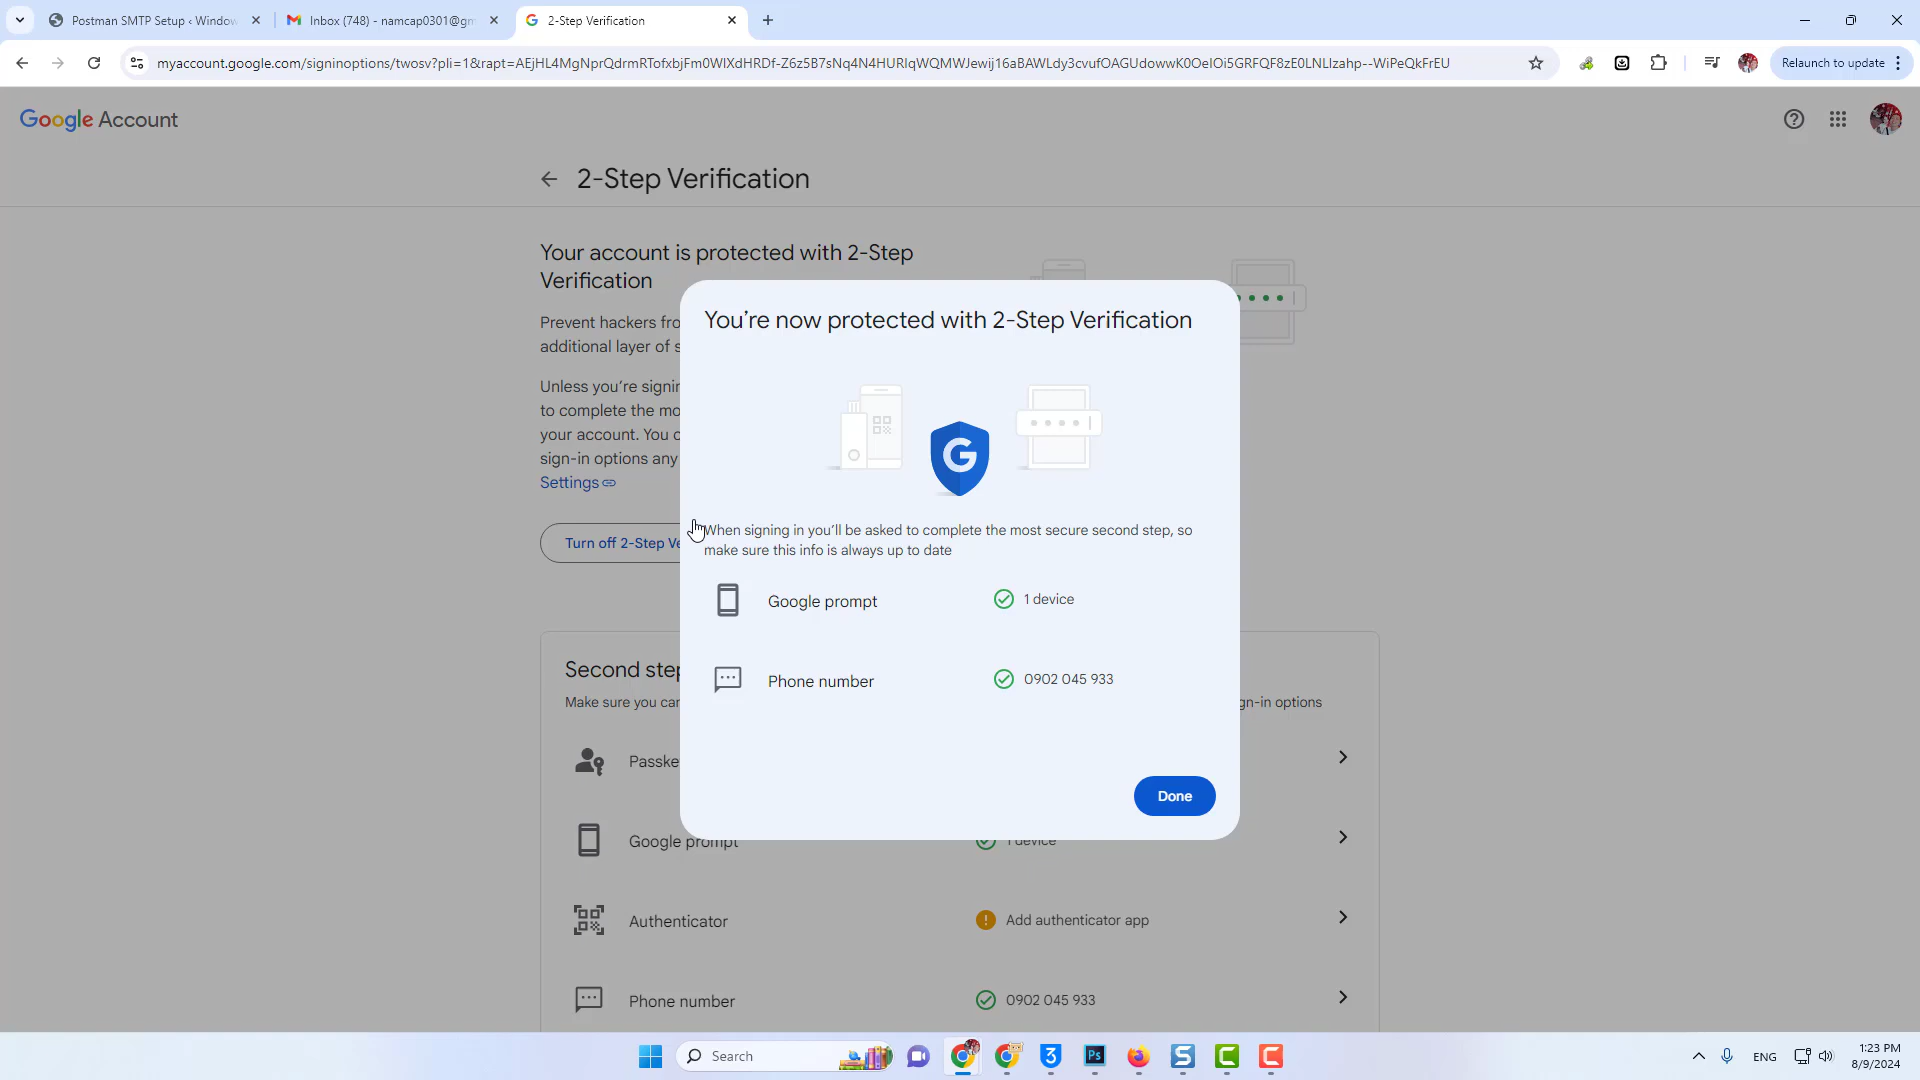 Postman SMTP Setup ‹ Window
Inbox (748) - namcap0301@gm
2-Step Verification
myaccount.google.com/signinoptions/twosv?pli=1&rapt=AEjHL4MgNprQdrmRTofxbjFm0WlXdHRDf-Z6z5B7sNq4N4HURlqWQMWJewij16aBAWLdy3cvufOAGUdowwK0OeIOi5GRFQF8zE0LNLlzahp--WiPeQkFrEU
Relaunch to update
Google Account
2-Step Verification
Your account is protected with 2-Step
Verification
Prevent hackers fro
additional layer of s
Unless you're signin
to complete the mo
your account. You c
sign-in options any
Settings
Turn off 2-Step Ve
You're now protected with 2-Step Verification
When signing in you'll be asked to complete the most secure second step, so
make sure this info is always up to date
Google prompt
1 device
Phone number
0902 045 933
Done
Second step
Make sure you can
gn-in options
Passke
Google prompt
1 device
Authenticator
Add authenticator app
Phone number
0902 045 933
Search
ENG
1:23 PM
8/9/2024